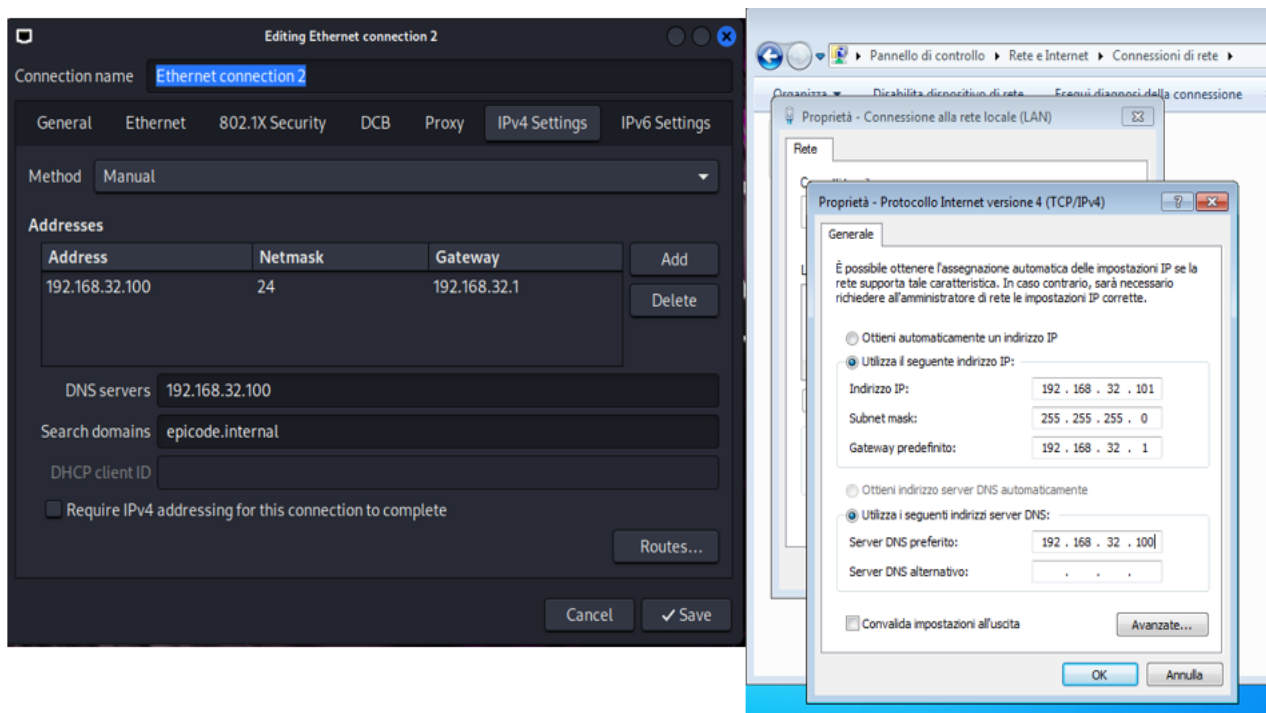 Editing Ethernet connection 2
Connection name Ethernet connection 2
General Ethernet 802.1X Security DCB Proxy IPv4 Settings IPv6 Settings
Method Manual
Addresses
Address Netmask Gateway
192.168.32.100 24 192.168.32.1
Add
Delete
DNS servers 192.168.32.100
Search domains epicode.internal
DHCP client ID
Require IPv4 addressing for this connection to complete
Routes...
Cancel Save
Pannello di controllo Rete e Internet Connessioni di rete
Organizza Disabilita dispositivo di rete Esegui diagnosi della connessione
Proprietà - Connessione alla rete locale (LAN)
Rete
Proprietà - Protocollo Internet versione 4 (TCP/IPv4)
Generale
È possibile ottenere l'assegnazione automatica delle impostazioni IP se la
rete supporta tale caratteristica. In caso contrario, sarà necessario
richiedere all'amministratore di rete le impostazioni IP corrette.
Ottieni automaticamente un indirizzo IP
Utilizza il seguente indirizzo IP:
Indirizzo IP: 192 . 168 . 32 . 101
Subnet mask: 255 . 255 . 255 . 0
Gateway predefinito: 192 . 168 . 32 . 1
Ottieni indirizzo server DNS automaticamente
Utilizza i seguenti indirizzi server DNS:
Server DNS preferito: 192 . 168 . 32 . 100
Server DNS alternativo: . . .
Convalida impostazioni all'uscita
Avanzate...
OK Annulla